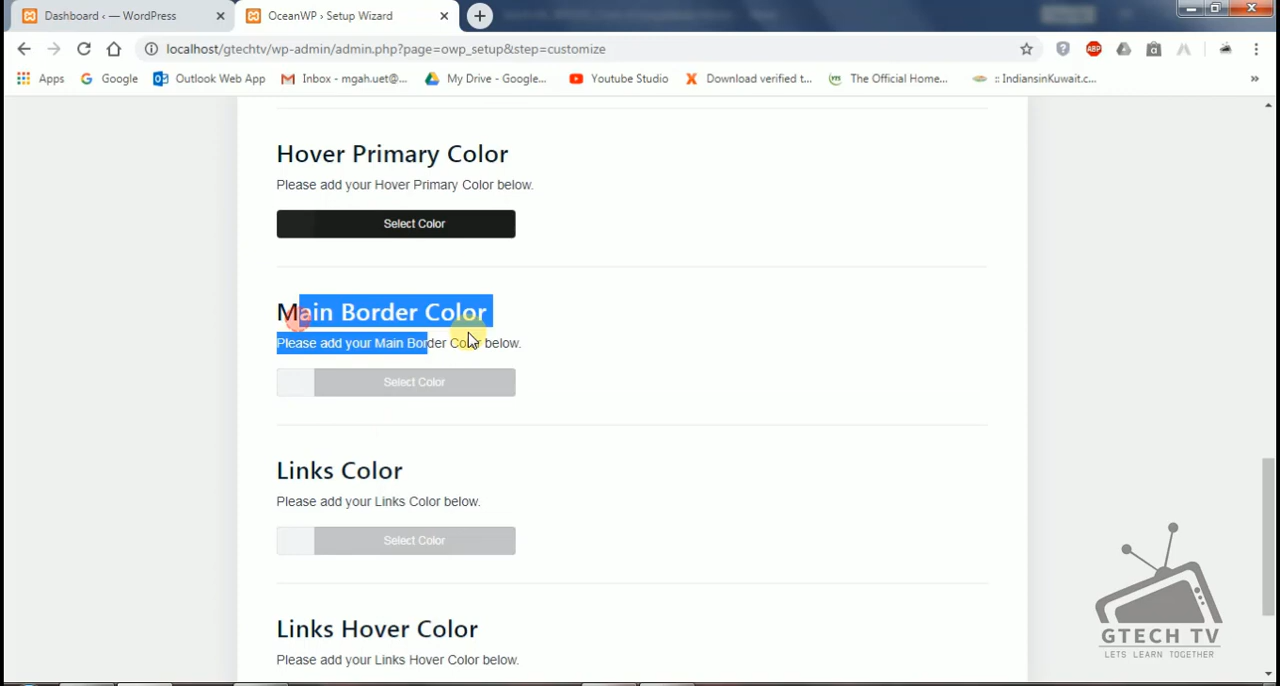 Dashboard ‹ — WordPress
OceanWP › Setup Wizard
localhost/gtechtv/wp-admin/admin.php?page=owp_setup&step=customize
ABP
Apps
Google
Outlook Web App
Inbox - mgah.uet@...
My Drive - Google...
Youtube Studio
Download verified t...
The Official Home...
:: IndiansinKuwait.c...
»
Hover Primary Color
Please add your Hover Primary Color below.
Select Color
Main Border Color
Please add your Main Border Color below.
Select Color
Links Color
Please add your Links Color below.
Select Color
Links Hover Color
Please add your Links Hover Color below.
GTECH TV
LETS LEARN TOGETHER